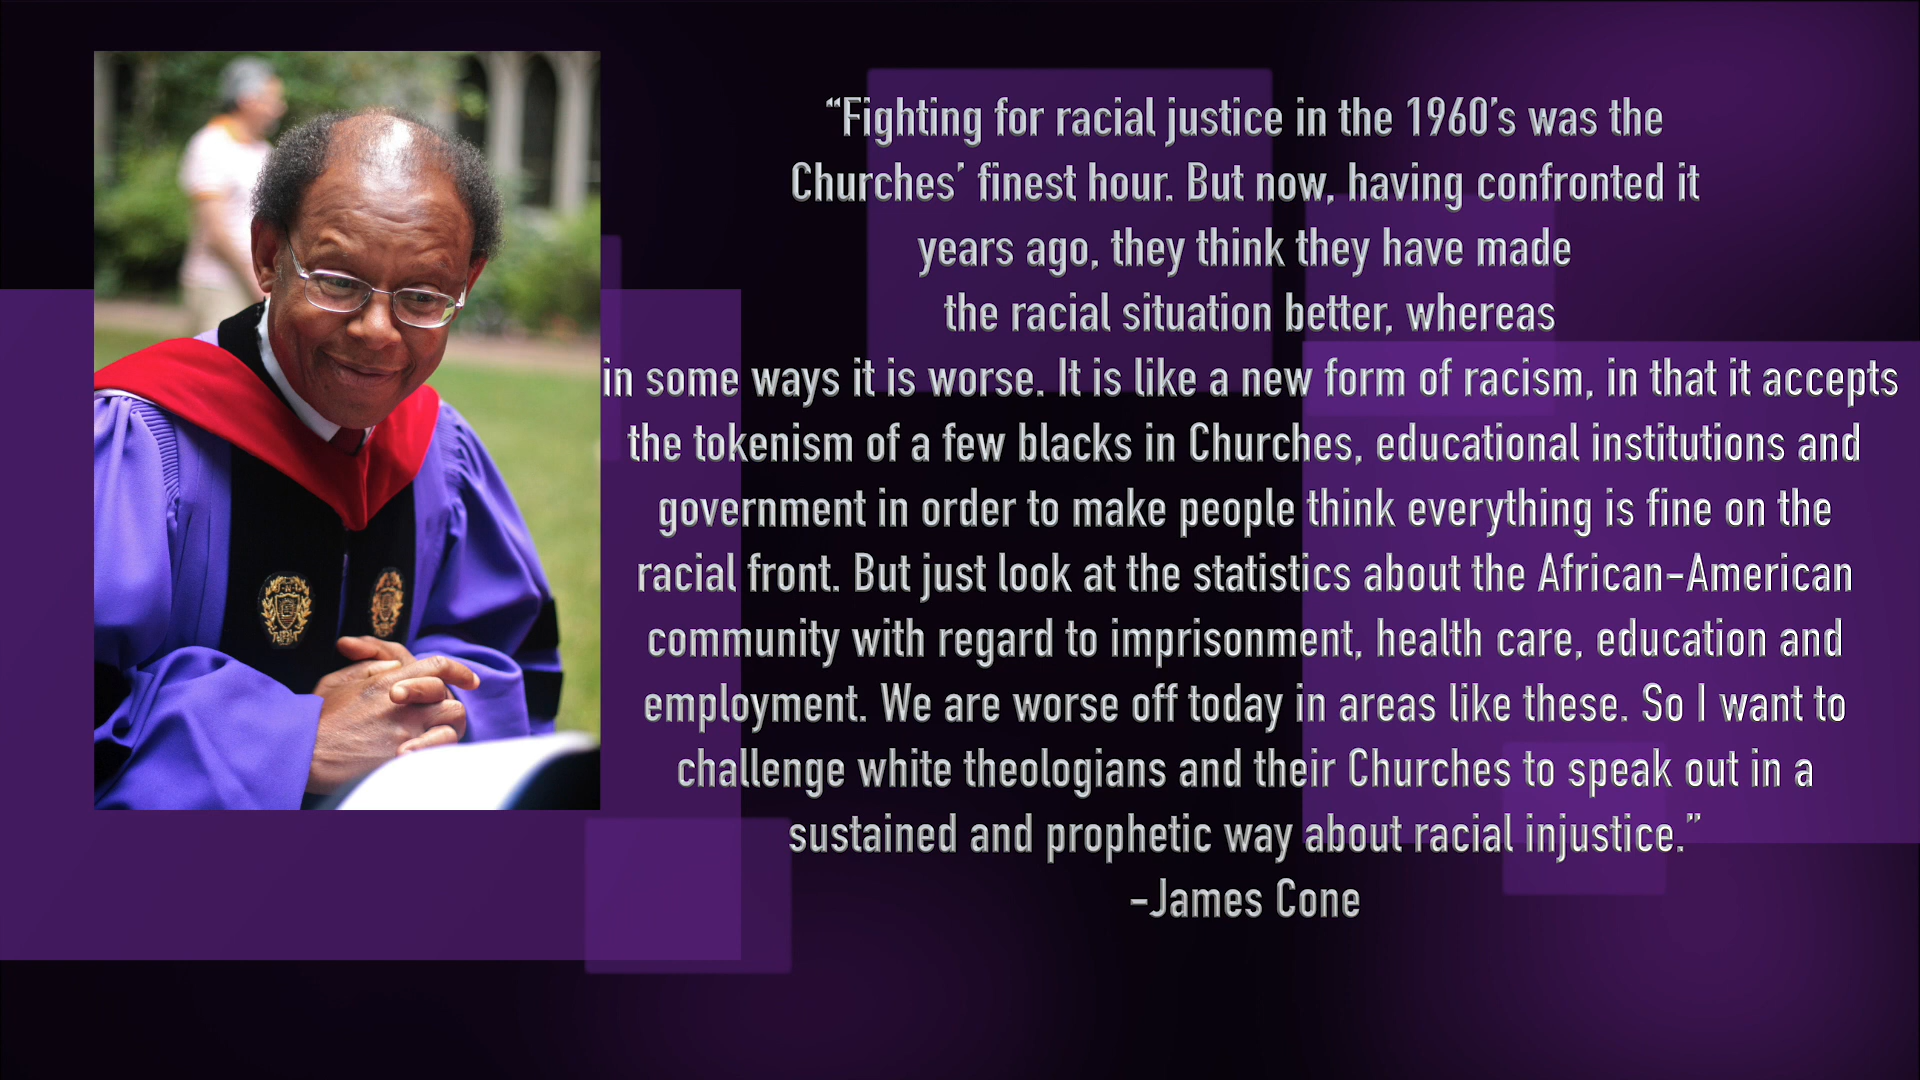 “Fighting for racial justice in the 1960’s was the
Churches’ finest hour. But now, having confronted it
years ago, they think they have made
the racial situation better, whereas
in some ways it is worse. It is like a new form of racism, in that it accepts
the tokenism of a few blacks in Churches, educational institutions and
government in order to make people think everything is fine on the
racial front. But just look at the statistics about the African-American
community with regard to imprisonment, health care, education and
employment. We are worse off today in areas like these. So I want to
challenge white theologians and their Churches to speak out in a
sustained and prophetic way about racial injustice.”
-James Cone